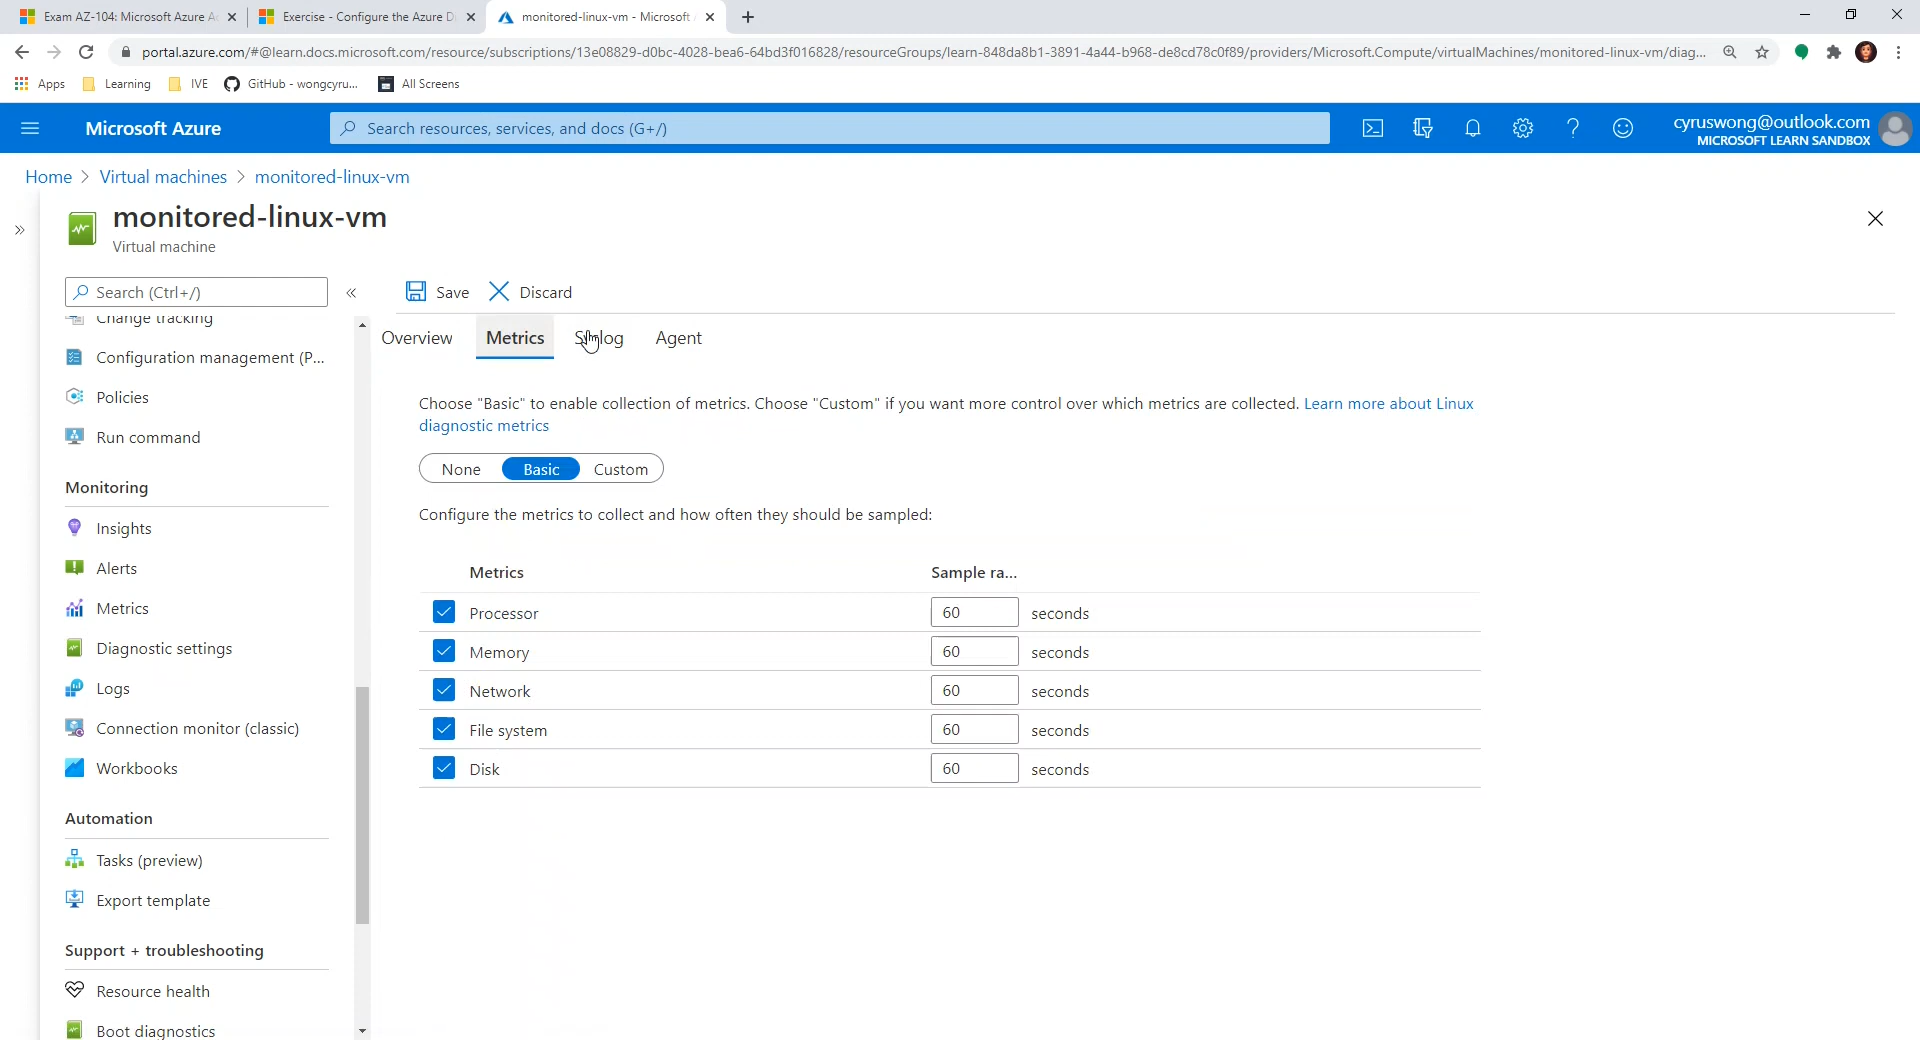 Exam AZ-104: Microsoft Azure A
Exercise - Configure the Azure D
monitored-linux-vm - Microsoft
portal.azure.com/#@learn.docs.microsoft.com/resource/subscriptions/13e08829-d0bc-4028-bea6-64bd3f016828/resourceGroups/learn-848da8b1-3891-4a44-b968-de8cd78c0f89/providers/Microsoft.Compute/virtualMachines/monitored-linux-vm/diag...
Apps Learning IVE GitHub - wongcyru... All Screens
Microsoft Azure
Search resources, services, and docs (G+/)
cyruswong@outlook.com
MICROSOFT LEARN SANDBOX
Home > Virtual machines > monitored-linux-vm
monitored-linux-vm
Virtual machine
Search (Ctrl+/)
Save Discard
Change tracking
Configuration management (P...
Policies
Run command
Monitoring
Insights
Alerts
Metrics
Diagnostic settings
Logs
Connection monitor (classic)
Workbooks
Automation
Tasks (preview)
Export template
Support + troubleshooting
Resource health
Boot diagnostics
Overview Metrics Agent
Choose "Basic" to enable collection of metrics. Choose "Custom" if you want more control over which metrics are collected. Learn more about Linux
diagnostic metrics
None Basic Custom
Configure the metrics to collect and how often they should be sampled:
Metrics Sample ra...
Processor 60 seconds
Memory 60 seconds
Network 60 seconds
File system 60 seconds
Disk 60 seconds